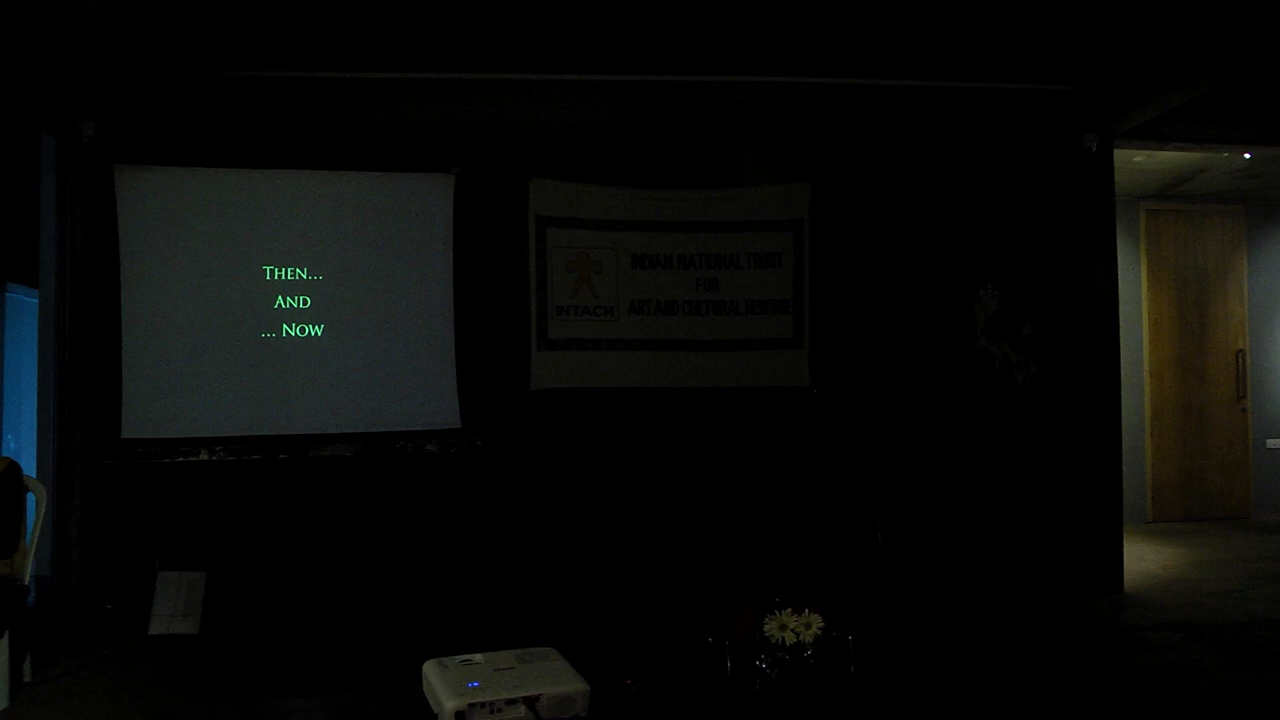 Then...
And
... Now
INDIAN NATIONAL TRUST
FOR
ART AND CULTURAL HERITAGE
INTACH